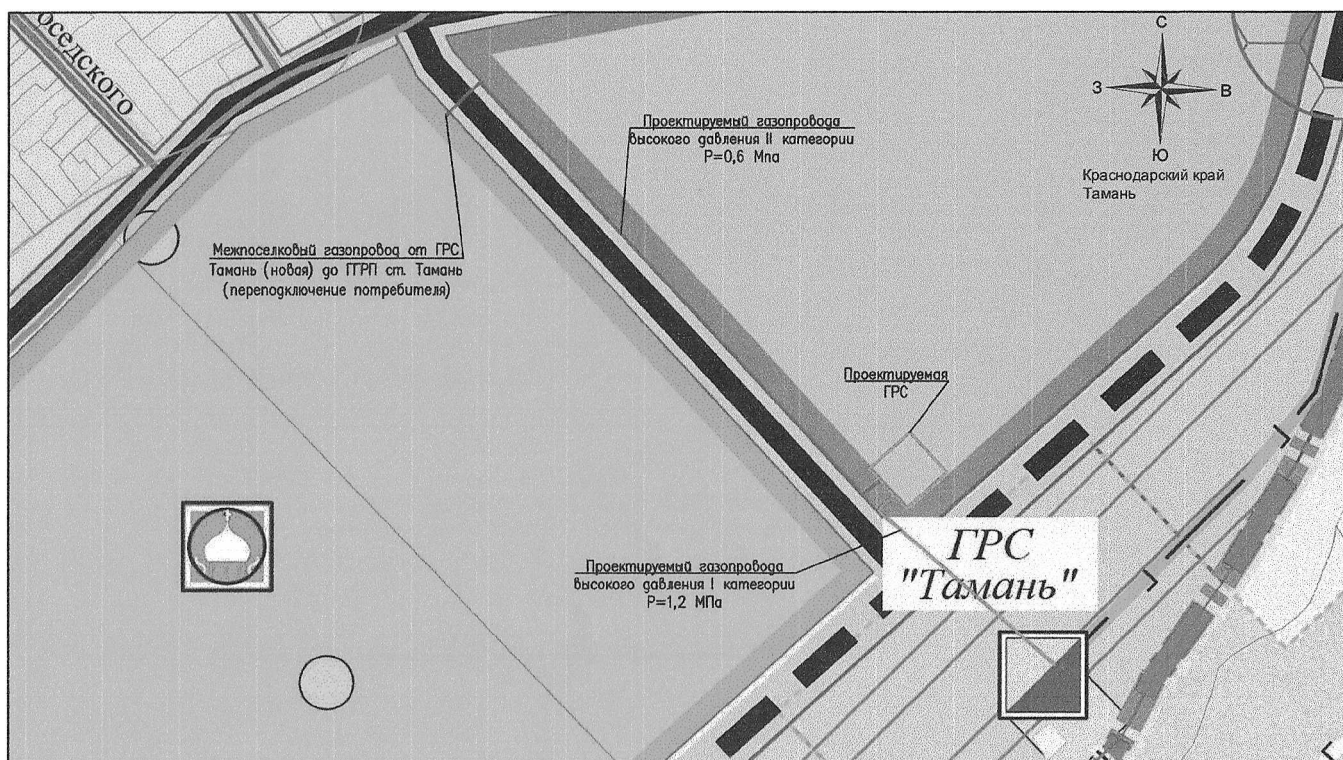 оседского
С
З
В
Ю
Краснодарский край
Тамань
Проектируемый газопровода
высокого давления II категории
P=0,6 Мпа
Межпоселковый газопровод от ГРС
Тамань (новая) до ГГРП ст. Тамань
(переподключение потребителя)
Проектируемая
ГРС
Проектируемый газопровода
высокого давления I категории
P=1,2 МПа
ГРС
"Тамань"